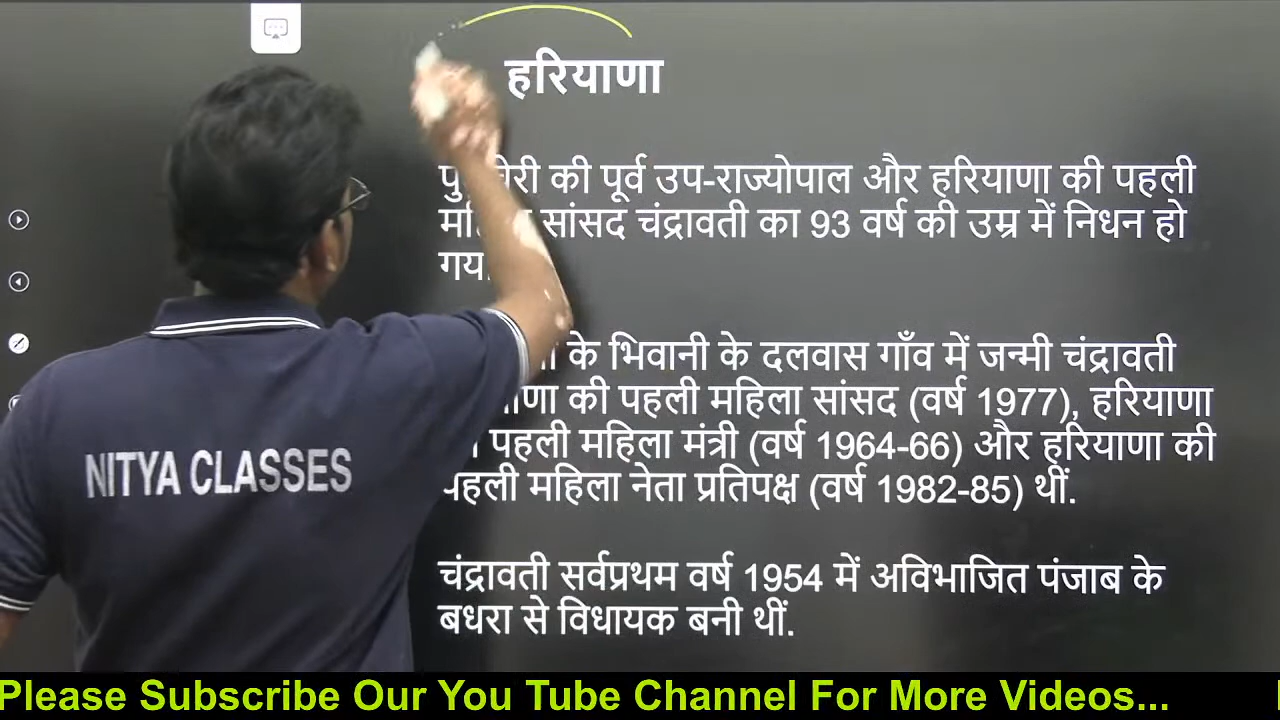 हरियाणा
की पूर्व उप-राज्योपाल और हरियाणा की पहली
सांसद चंद्रावती का 93 वर्ष की उम्र में निधन हो
के भिवानी के दलवास गाँव में जन्मी चंद्रावती
की पहली महिला सांसद (वर्ष 1977), हरियाणा
पहली महिला मंत्री (वर्ष 1964-66) और हरियाणा की
पहली महिला नेता प्रतिपक्ष (वर्ष 1982-85) थीं.
चंद्रावती सर्वप्रथम वर्ष 1954 में अविभाजित पंजाब के
बधरा से विधायक बनी थीं.
NITYA CLASSES
Please Subscribe Our You Tube Channel For More Videos...